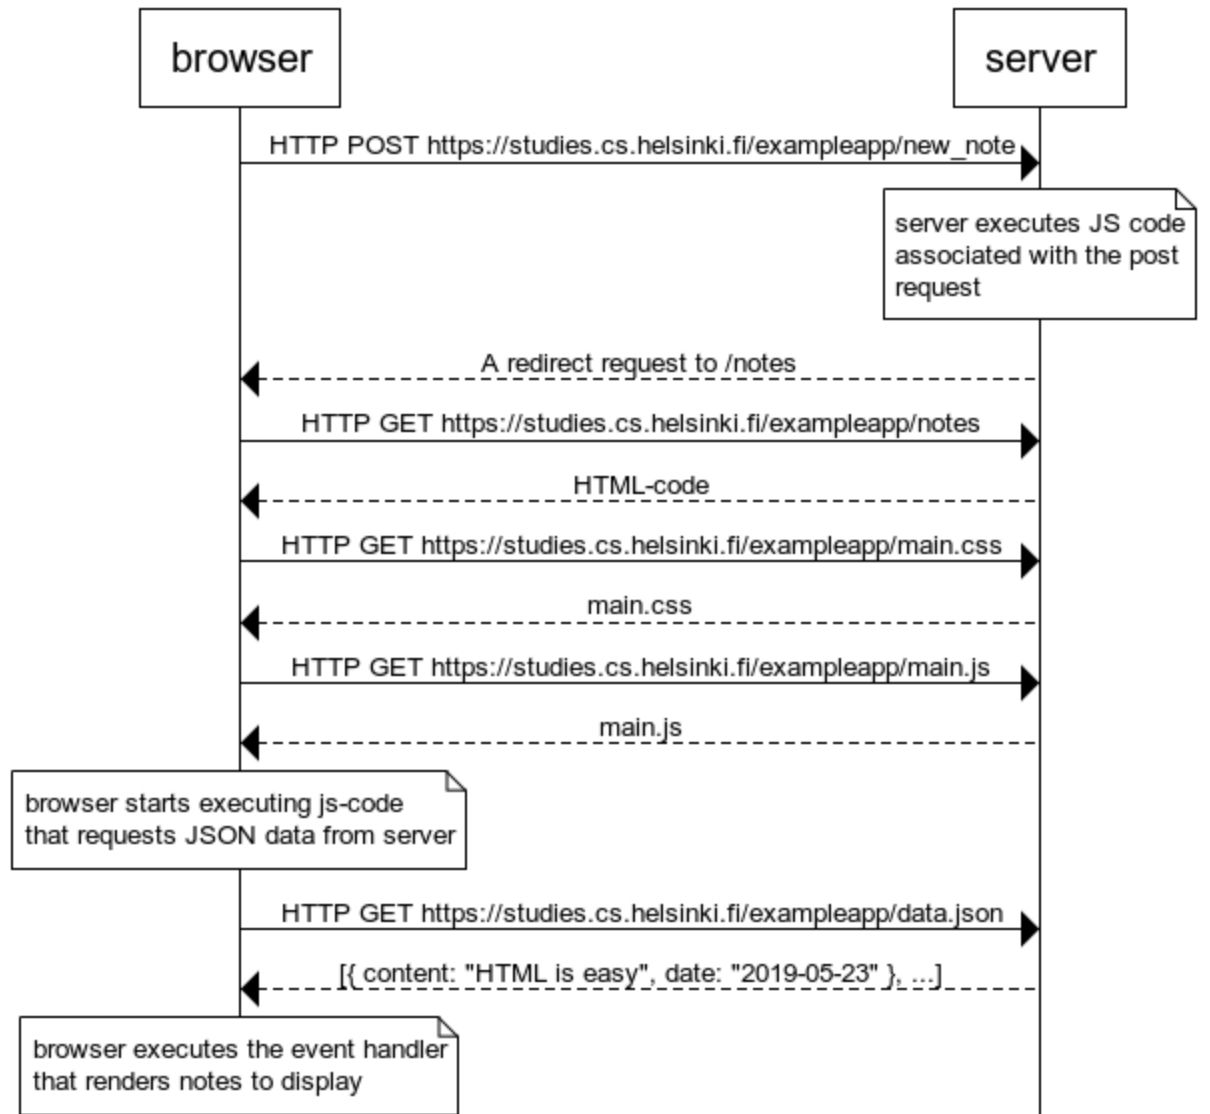 browser
server
HTTP POST https://studies.cs.helsinki.fi/exampleapp/new_note
server executes JS code
associated with the post
request
A redirect request to /notes
HTTP GET https://studies.cs.helsinki.fi/exampleapp/notes
HTML-code
HTTP GET https://studies.cs.helsinki.fi/exampleapp/main.css
main.css
HTTP GET https://studies.cs.helsinki.fi/exampleapp/main.js
main.js
browser starts executing js-code
that requests JSON data from server
HTTP GET https://studies.cs.helsinki.fi/exampleapp/data.json
[{ content: "HTML is easy", date: "2019-05-23" }, ...]
browser executes the event handler
that renders notes to display